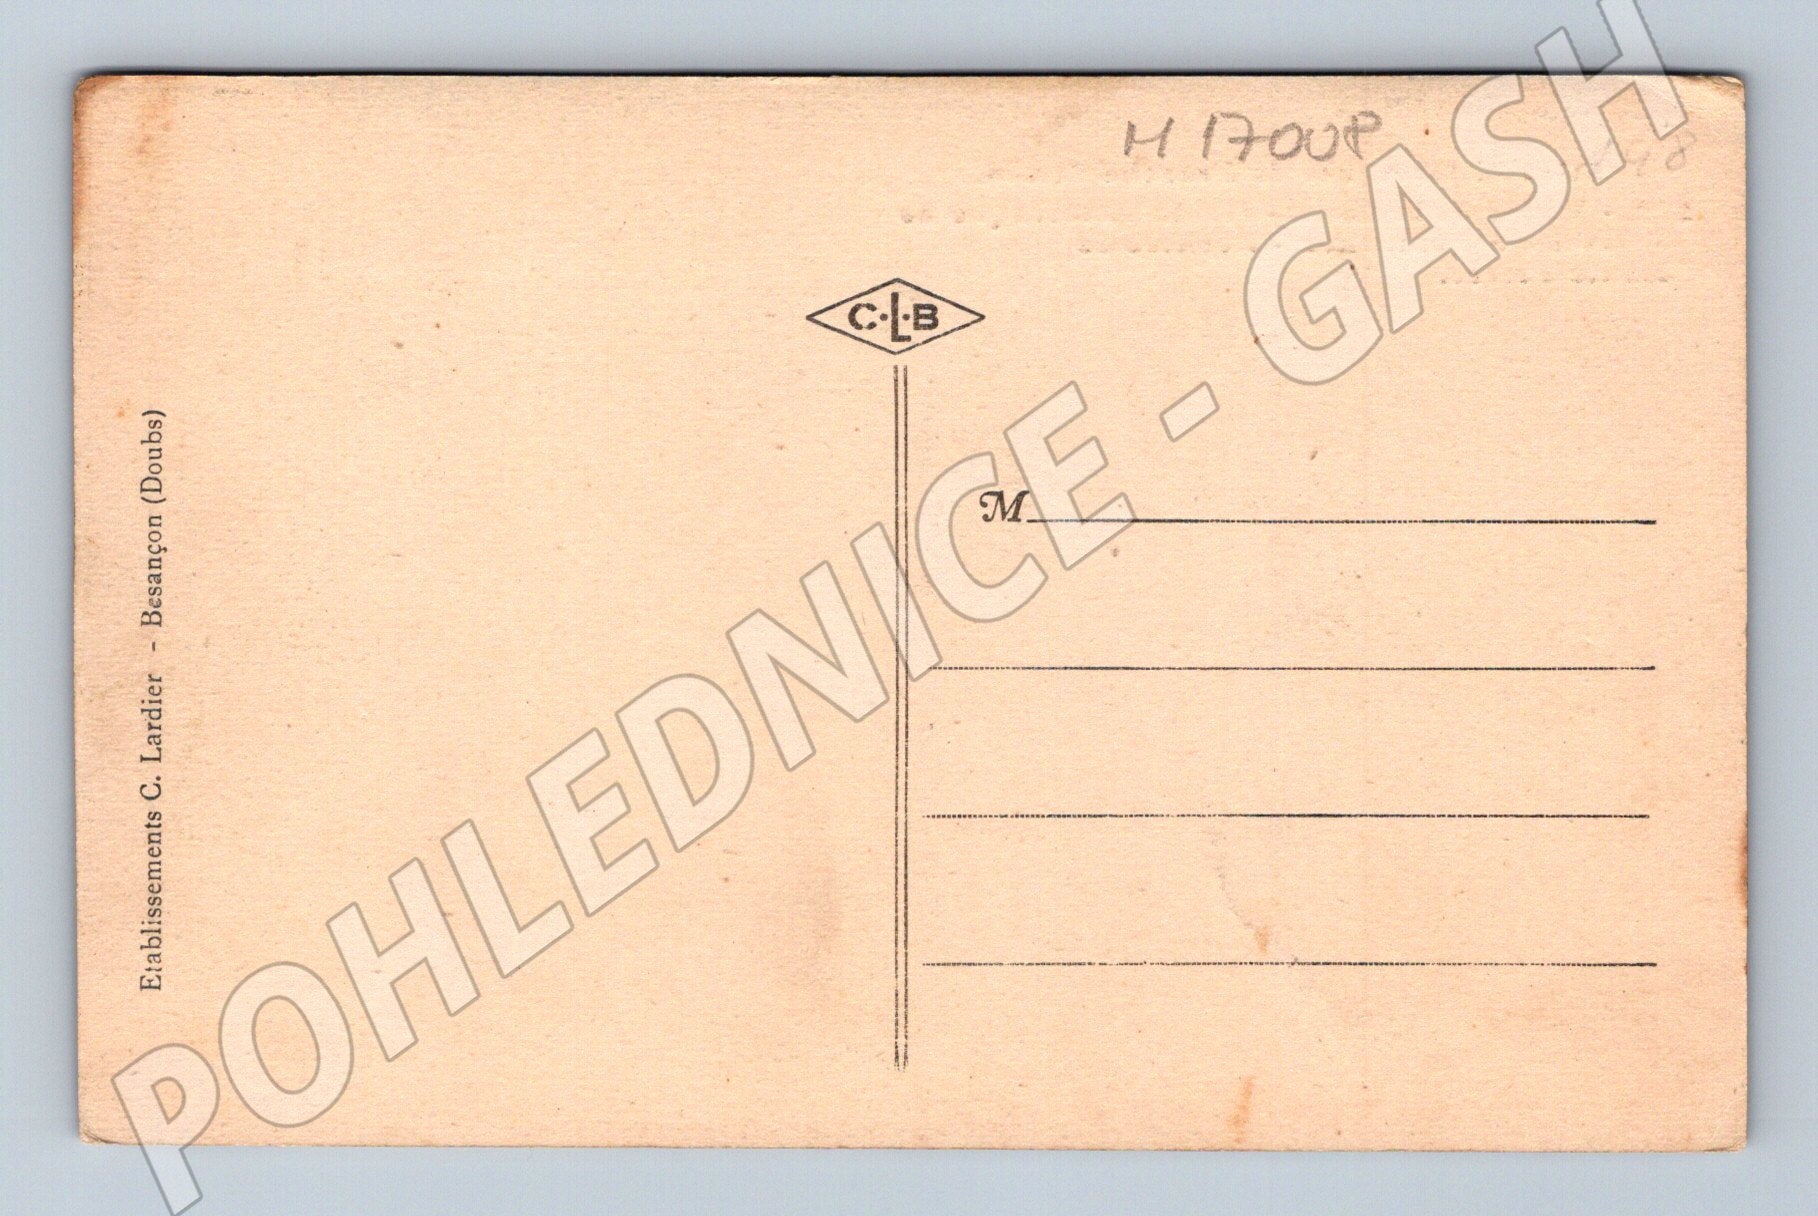 M 1700P
C·L·B
M
Etablissements C. Lardier - Besançon (Doubs)
POHLEDNICE - GASH